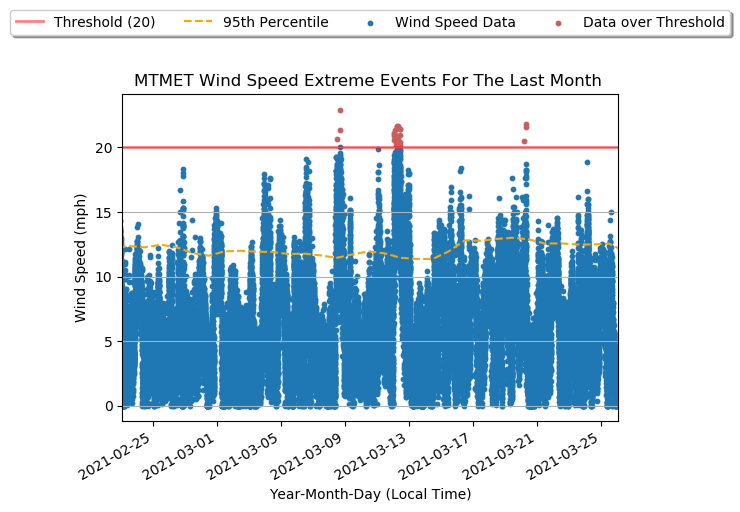 Threshold (20) 95th Percentile Wind Speed Data Data over Threshold
MTMET Wind Speed Extreme Events For The Last Month
Wind Speed (mph)
20
15
10
5
0
2021-02-25 2021-03-01 2021-03-05 2021-03-09 2021-03-13 2021-03-17 2021-03-21 2021-03-25
Year-Month-Day (Local Time)